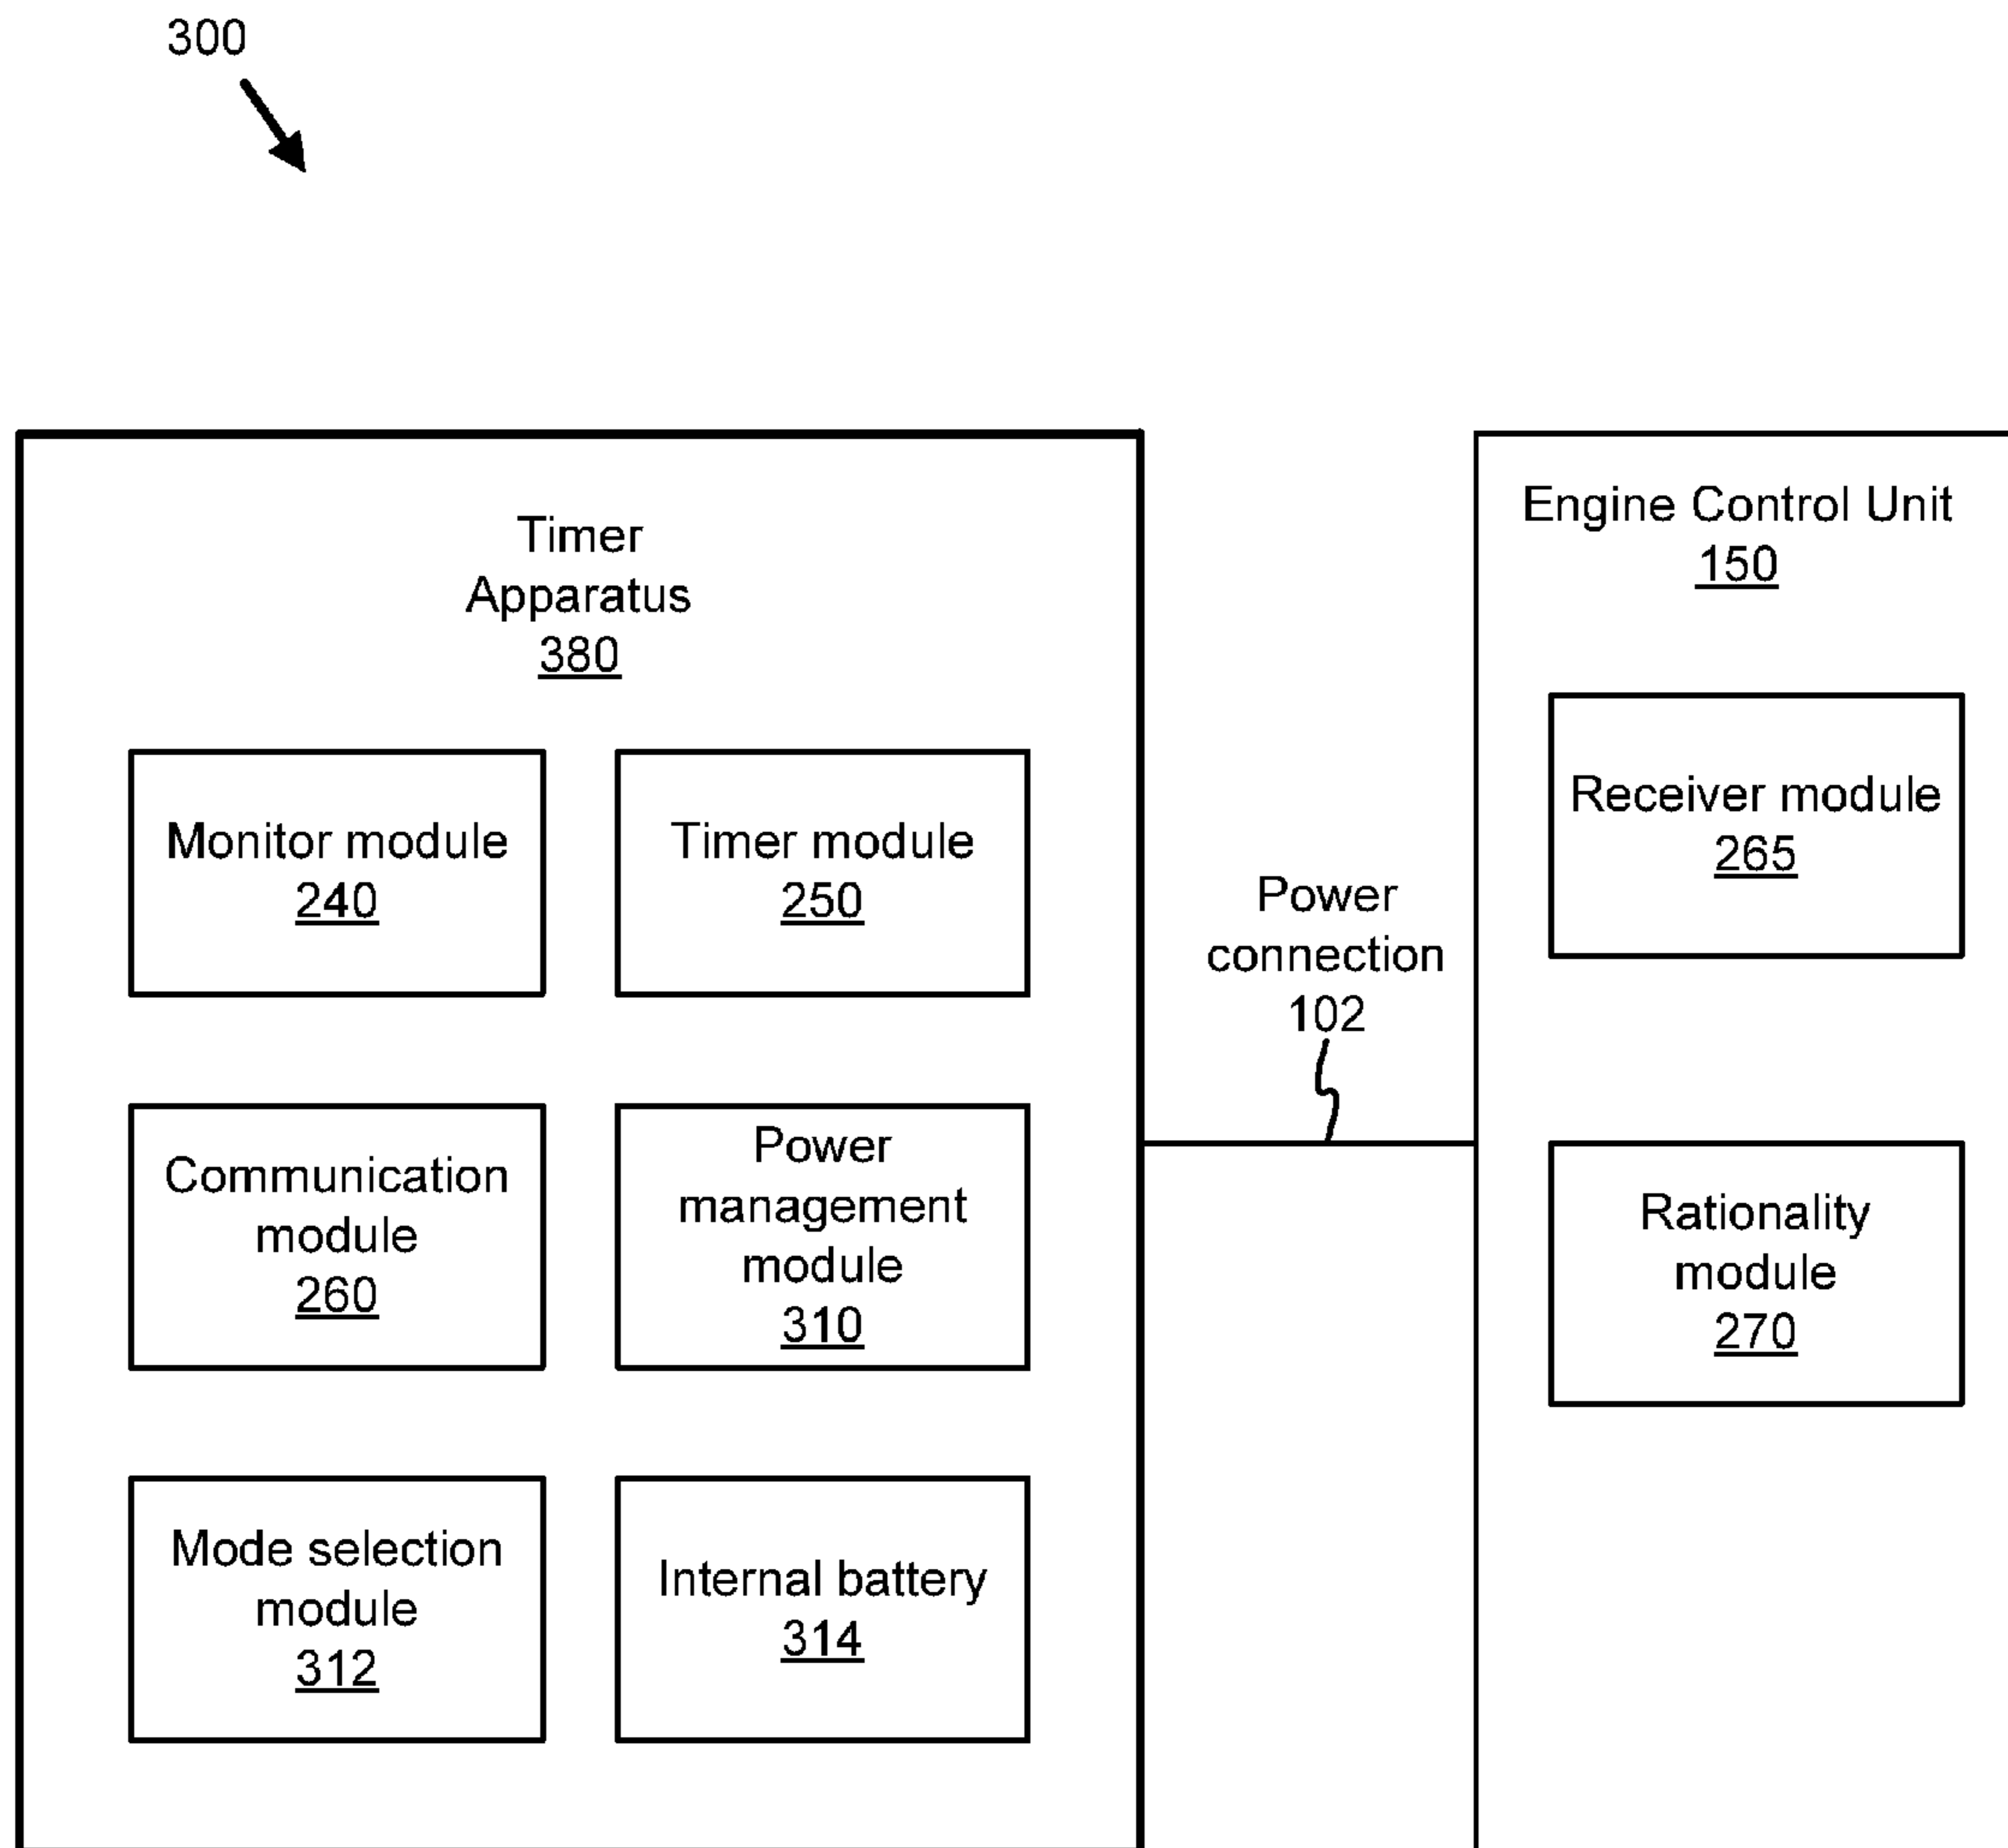 300
Timer
Apparatus
380
Monitor module
240
Timer module
250
Communication
module
260
Power
management
module
310
Mode selection
module
312
Internal battery
314
Power
connection
102
Engine Control Unit
150
Receiver module
265
Rationality
module
270